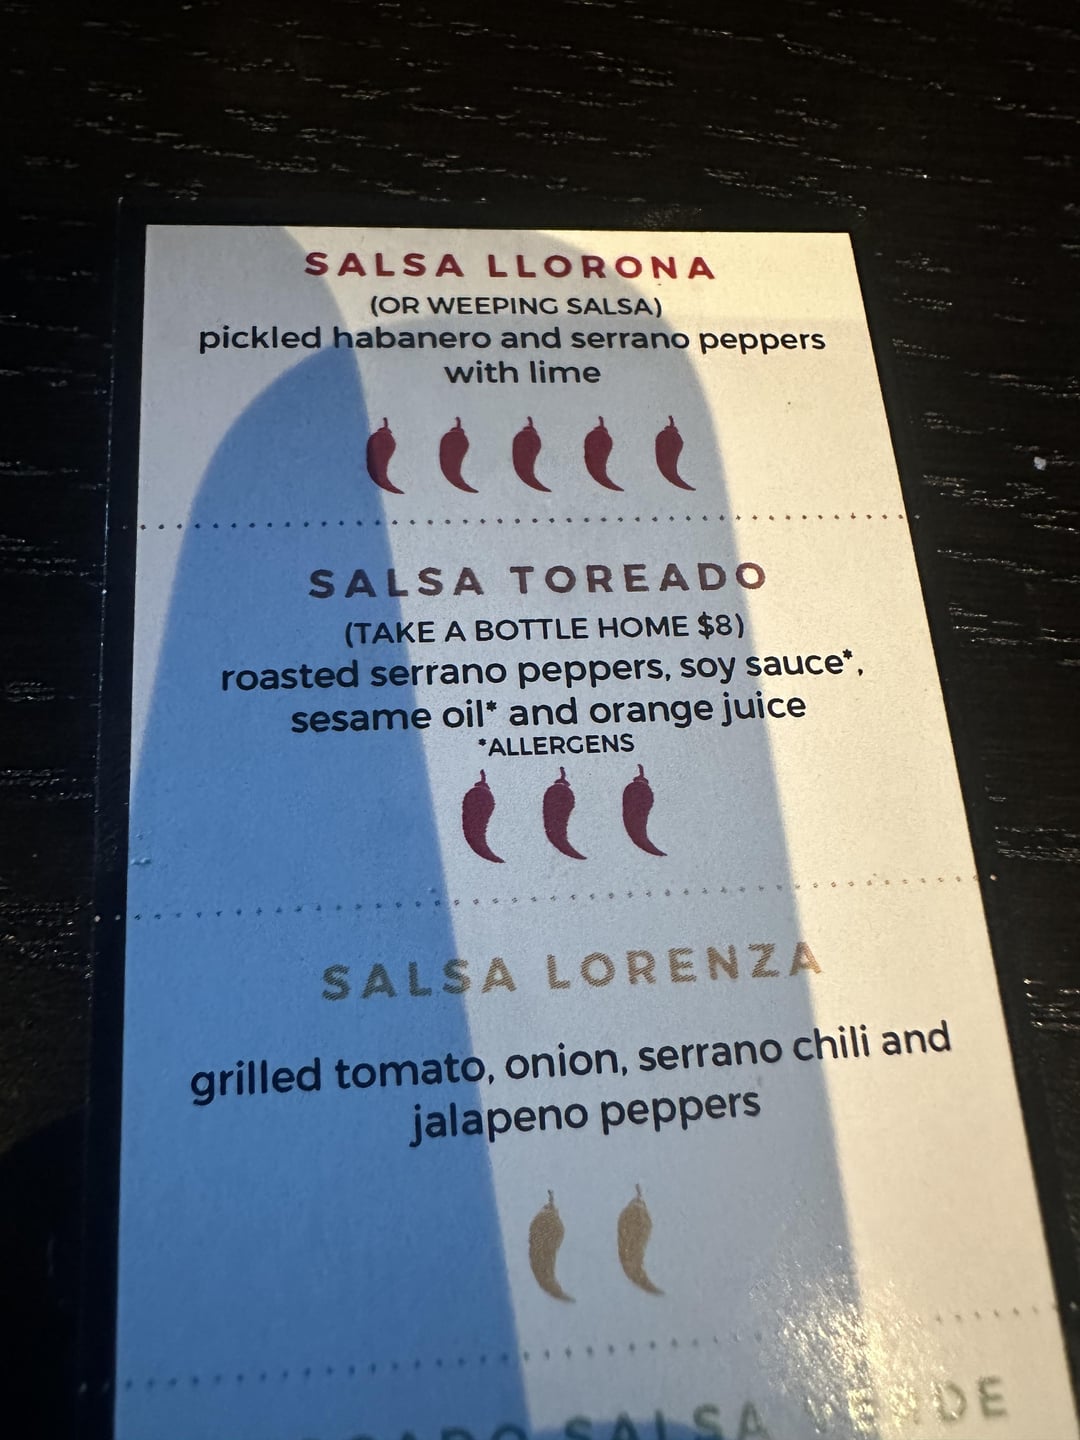 SALSA LLORONA
(OR WEEPING SALSA)
pickled habanero and serrano peppers
with lime
SALSA TOREADO
(TAKE A BOTTLE HOME $8)
roasted serrano peppers, soy sauce*,
sesame oil* and orange juice
*ALLERGENS
SALSA LORENZA
grilled tomato, onion, serrano chili and
jalapeno peppers
SALSA VERDE